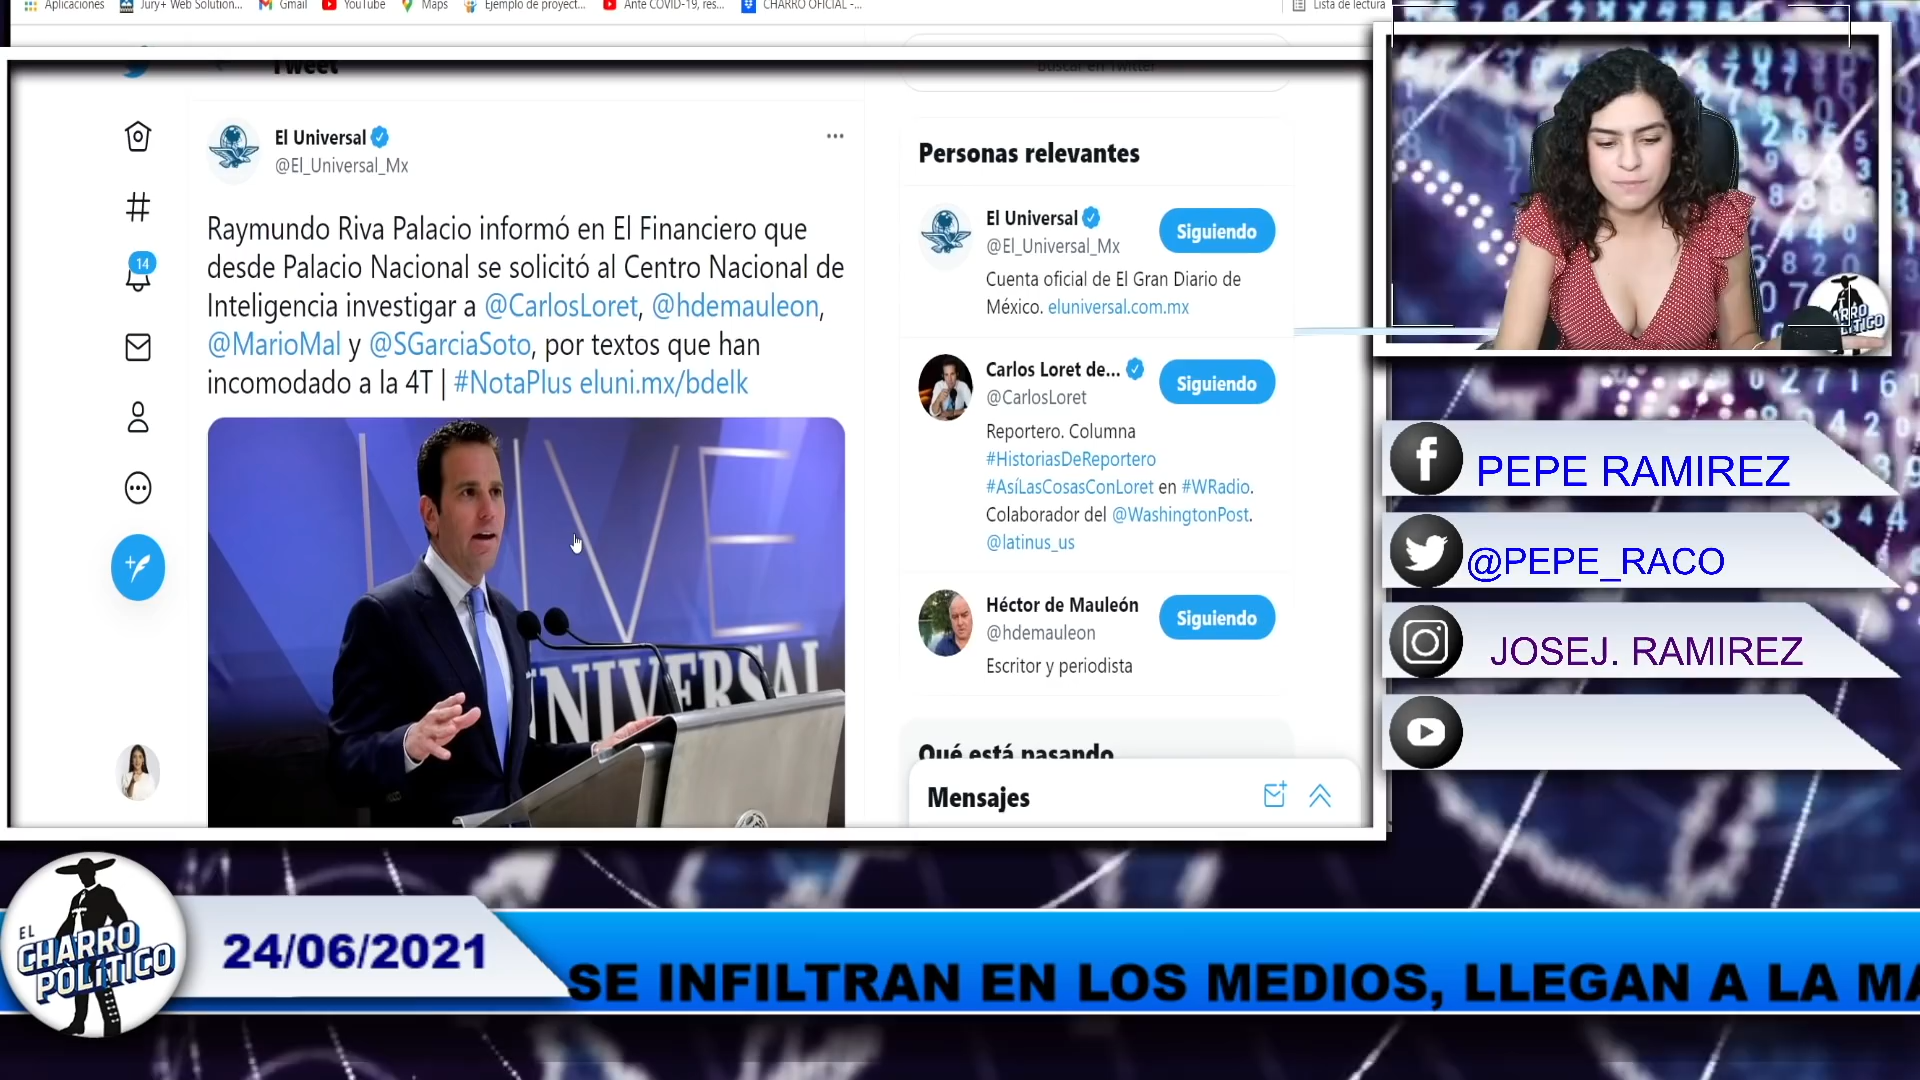 Aplicaciones
Jury+ Web Solution...
Gmail
YouTube
Maps
Ejemplo de proyect...
Ante COVID-19, res...
CHARRO OFICIAL -...
Lista de lectura
Tweet
Buscar en Twitter
El Universal
@El_Universal_Mx
14
Raymundo Riva Palacio informó en El Financiero que
desde Palacio Nacional se solicitó al Centro Nacional de
Inteligencia investigar a @CarlosLoret, @hdemauleon,
@MarioMal y @SGarciaSoto, por textos que han
incomodado a la 4T | #NotaPlus eluni.mx/bdelk
UNIVERSAL
Personas relevantes
El Universal
@El_Universal_Mx
Siguiendo
Cuenta oficial de El Gran Diario de
México. eluniversal.com.mx
Carlos Loret de...
@CarlosLoret
Siguiendo
Reportero. Columna
#HistoriasDeReportero
#AsíLasCosasConLoret en #WRadio.
Colaborador del @WashingtonPost.
@latinus_us
Héctor de Mauleón
@hdemauleon
Siguiendo
Escritor y periodista
Qué está pasando
Mensajes
PEPE RAMIREZ
@PEPE_RACO
JOSEJ. RAMIREZ
EL
CHARRO
POLÍTICO
24/06/2021
SE INFILTRAN EN LOS MEDIOS, LLEGAN A LA